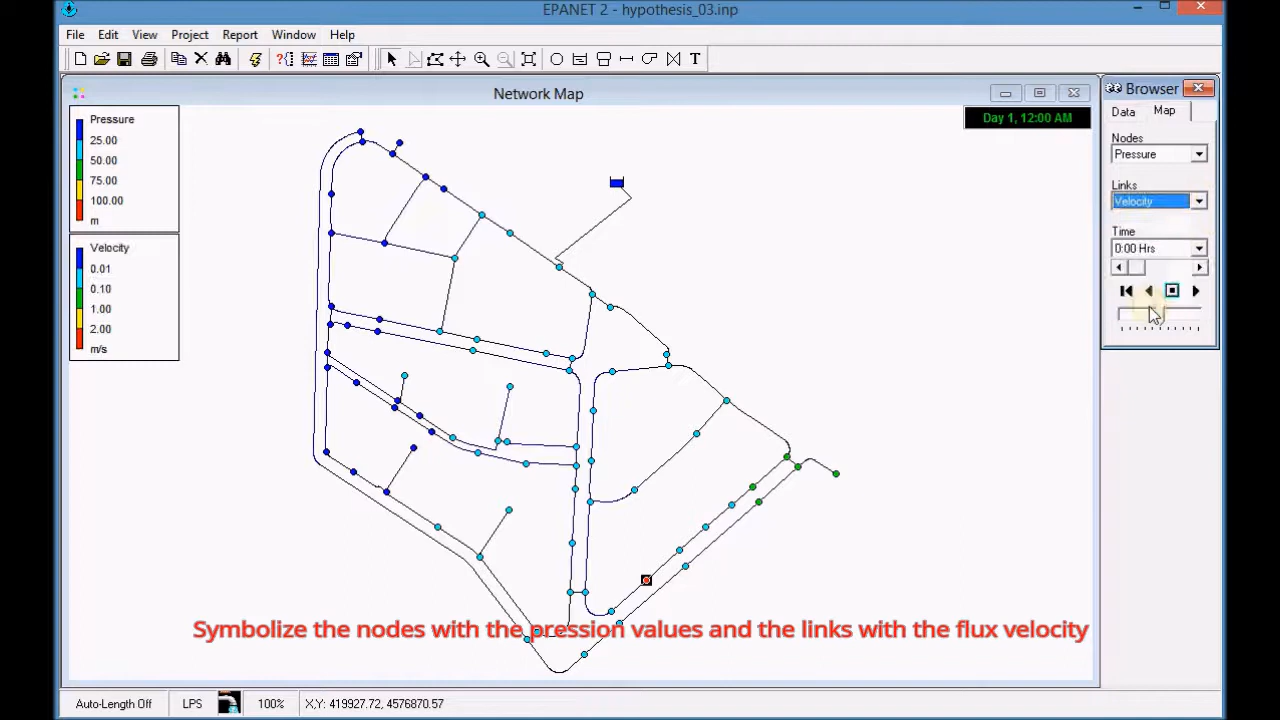 EPANET 2 - hypothesis_03.inp
File Edit View Project Report Window Help
Network Map
Browser
Data Map
Day 1, 12:00 AM
Pressure
25.00
50.00
75.00
100.00
m
Velocity
0.01
0.10
1.00
2.00
m/s
Nodes
Pressure
Links
Velocity
Time
0:00 Hrs
Symbolize the nodes with the pression values and the links with the flux velocity
Auto-Length Off LPS 100% X,Y: 419927.72, 4576870.57